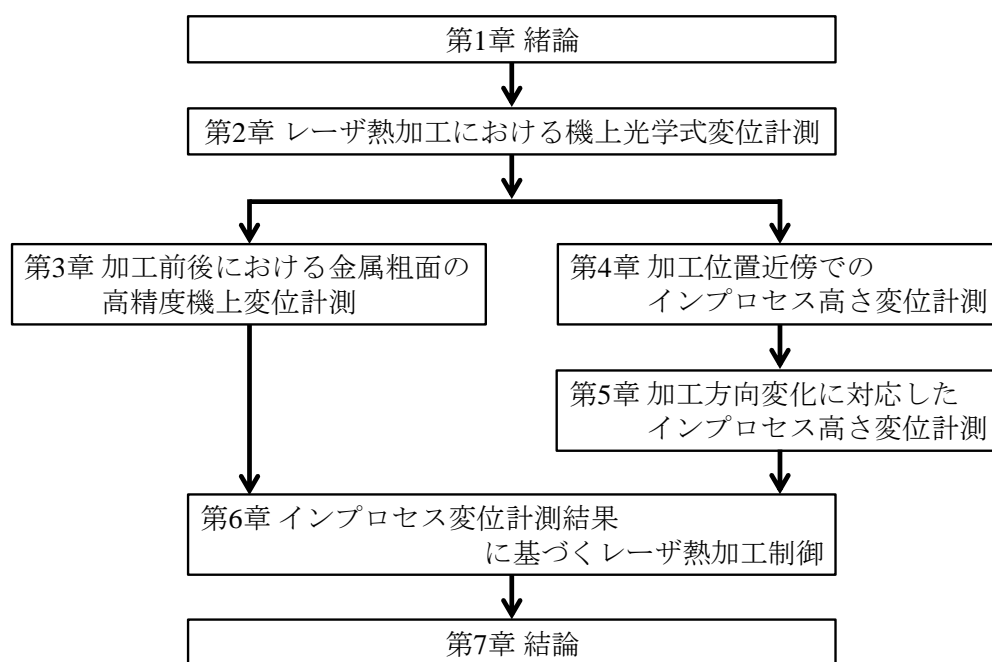 第1章 緒論
第2章 レーザ熱加工における機上光学式変位計測
第3章 加工前後における金属粗面の
高精度機上変位計測
第4章 加工位置近傍での
インプロセス高さ変位計測
第5章 加工方向変化に対応した
インプロセス高さ変位計測
第6章 インプロセス変位計測結果
に基づくレーザ熱加工制御
第7章 結論